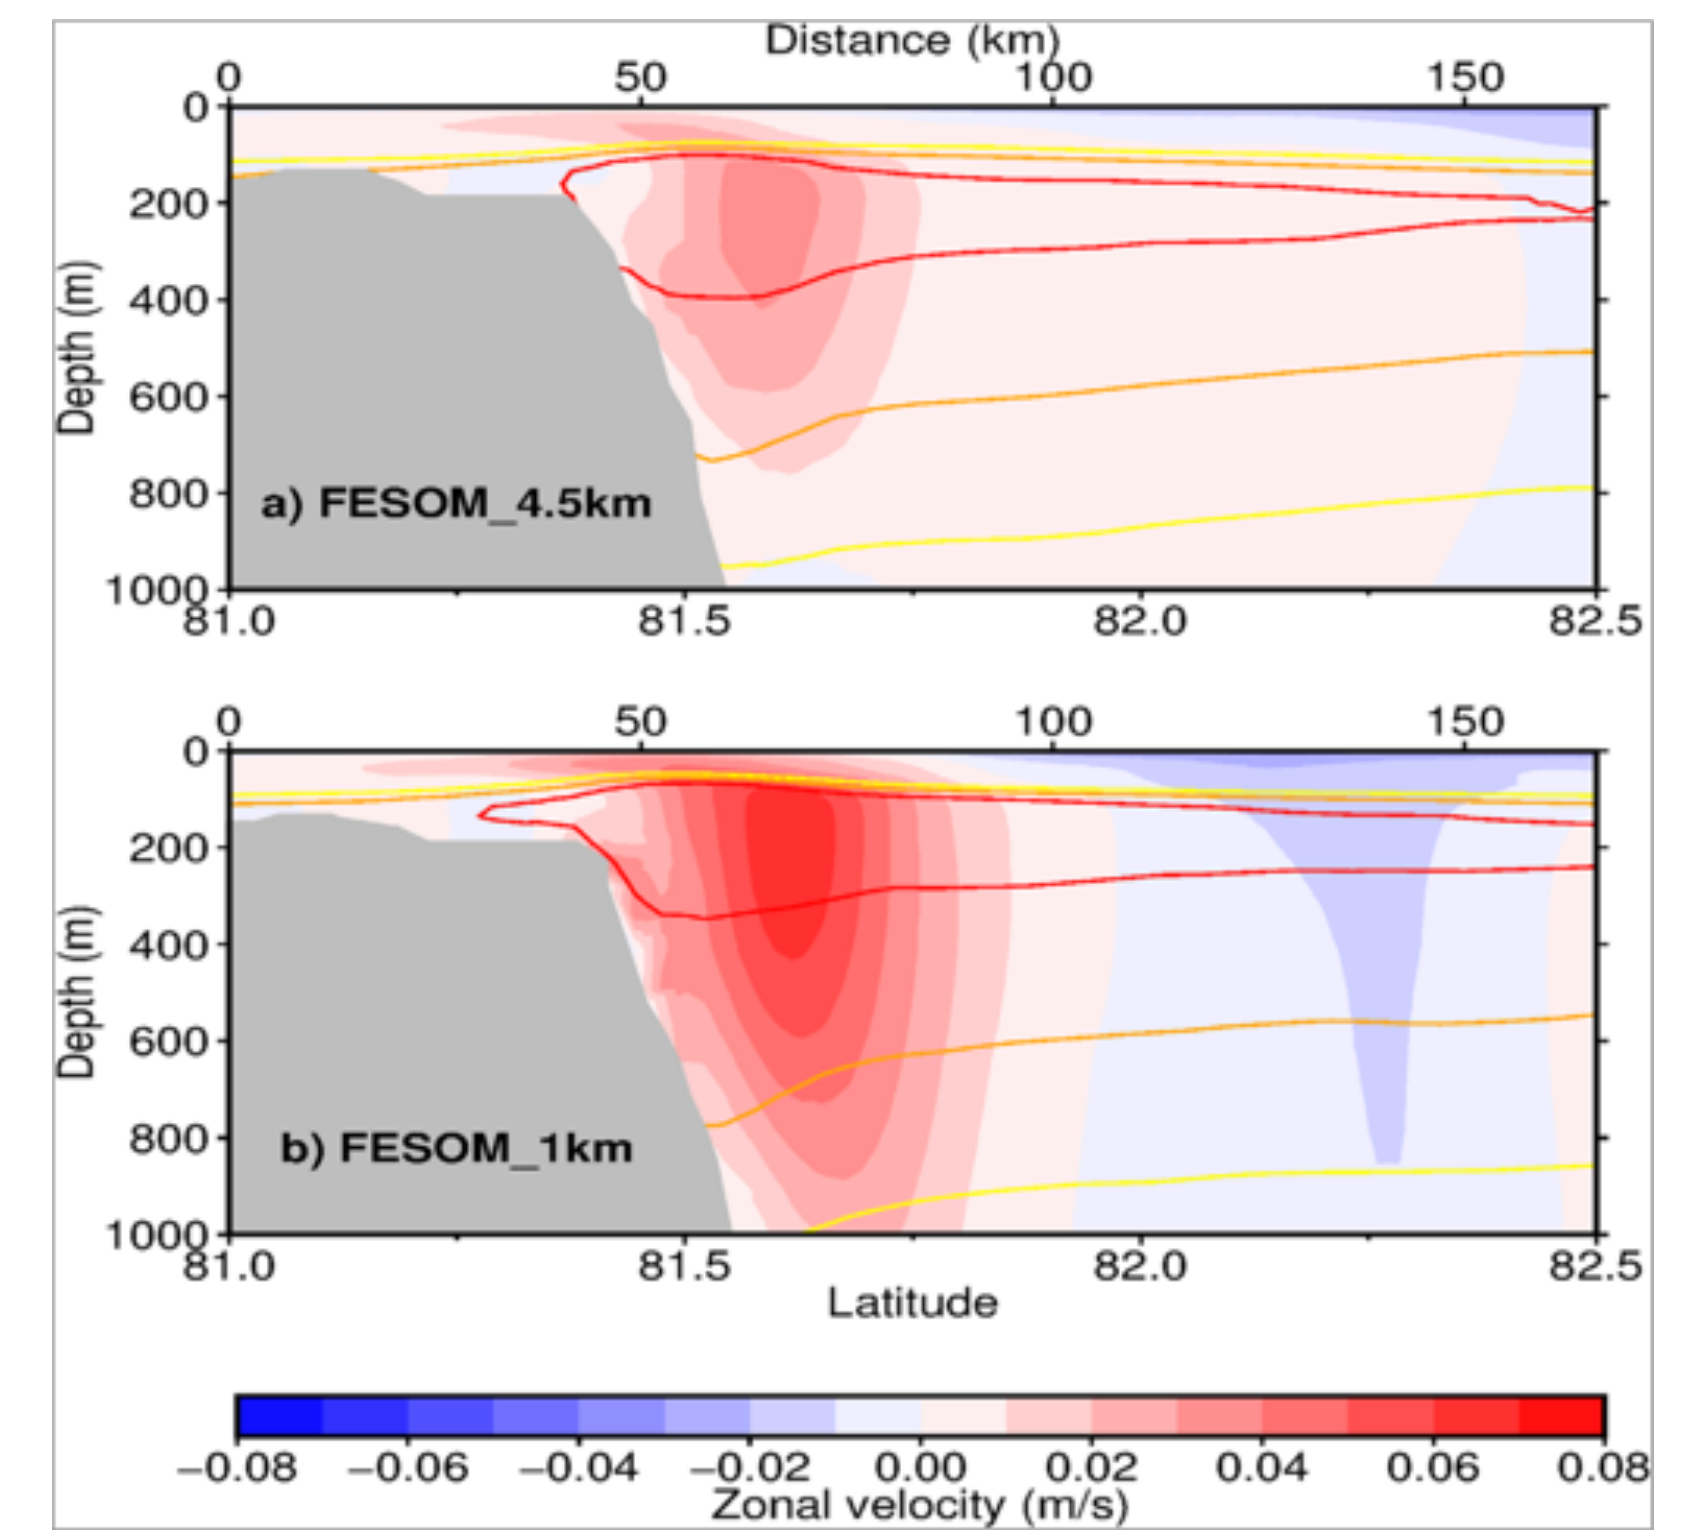 Distance (km)
0 50 100 150
0
200
400
600
800
1000
Depth (m)
a) FESOM_4.5km
81.0 81.5 82.0 82.5
0 50 100 150
0
200
400
600
800
1000
Depth (m)
b) FESOM_1km
81.0 81.5 82.0 82.5
Latitude
−0.08 −0.06 −0.04 −0.02 0.00 0.02 0.04 0.06 0.08
Zonal velocity (m/s)